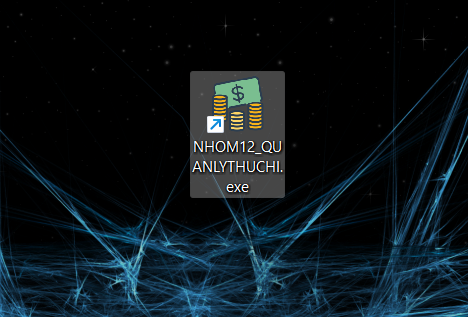 $
NHOM12_QU
ANLYTHUCHI.
exe